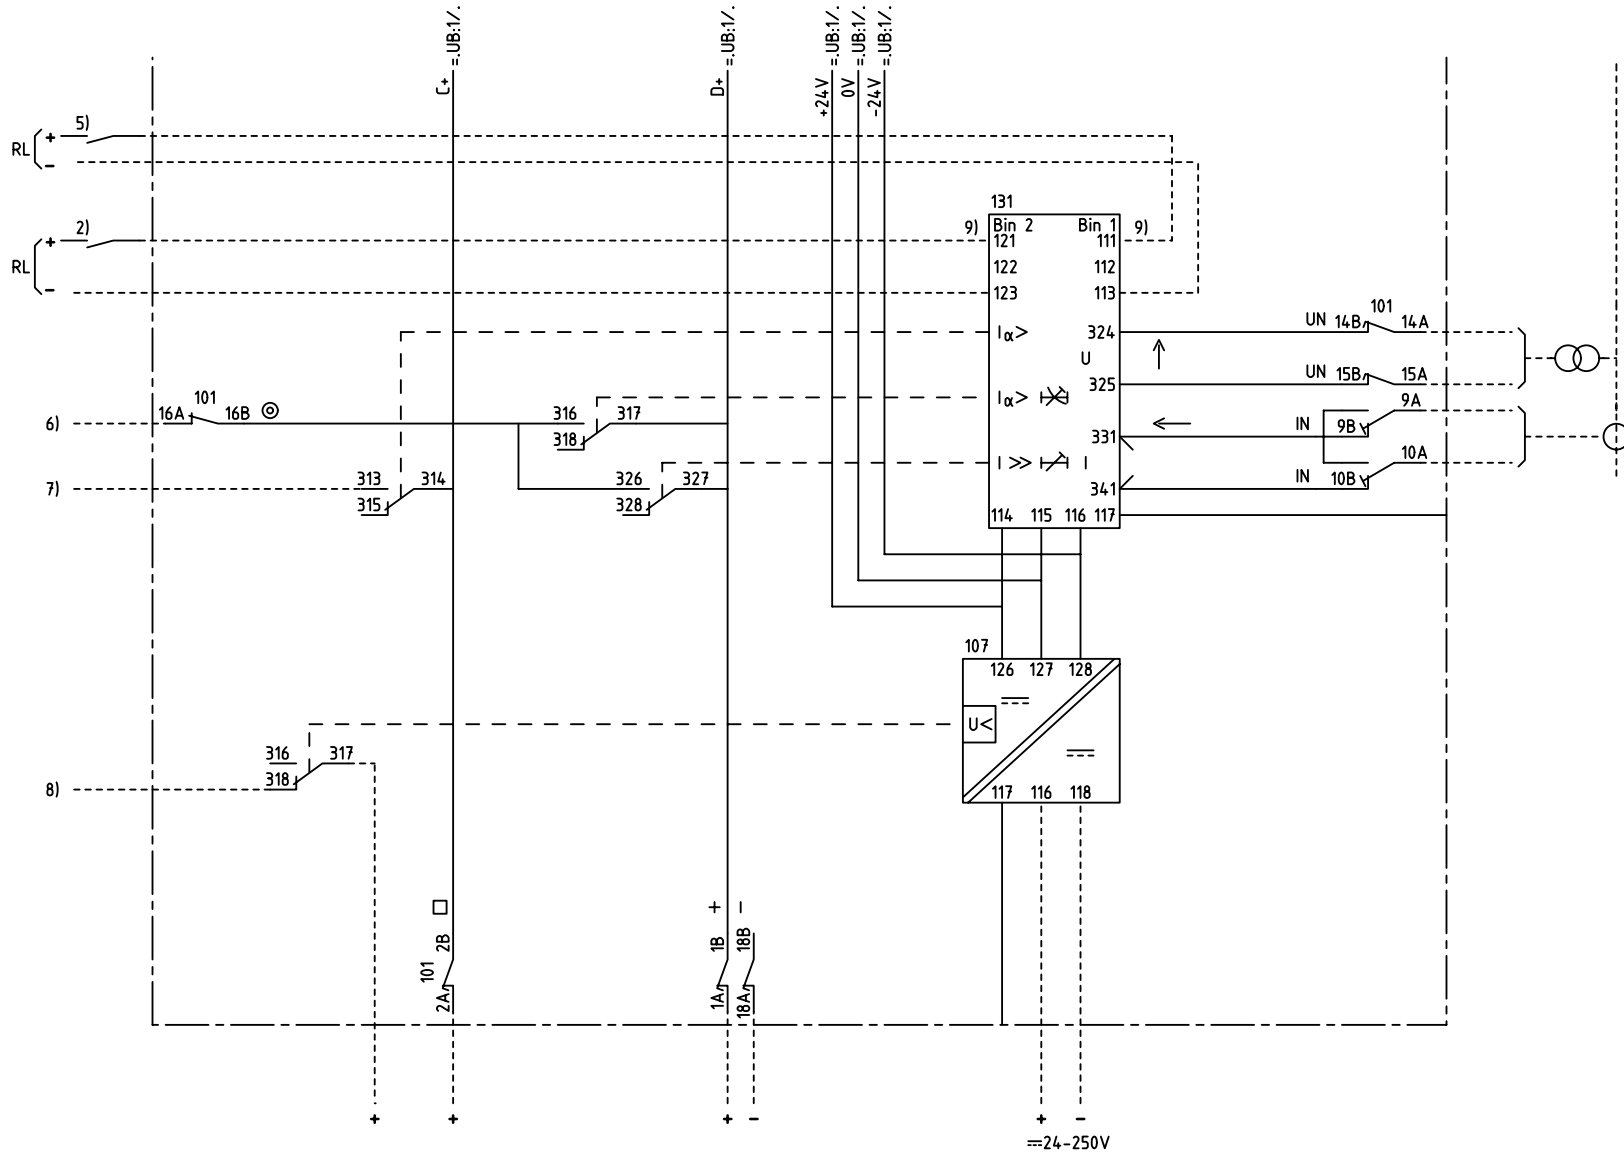 =.UB:1/.
=.UB:1/.
=.UB:1/.
=.UB:1/.
=.UB:1/.
C+
D+
+24V
0V
-24V
5)
RL
+
-
131
2)
9)
Bin 2
Bin 1
9)
+
121
111
RL
122
112
-
123
113
101
UN
14B
14A
Iα>
324
U
UN
15B
15A
325
101
9A
16A
16B
316
317
Iα>
6)
IN
9B
318
331
10A
313
314
326
327
I >>
I
7)
IN
10B
341
315
328
114
115
116
117
107
126
127
128
U<
316
317
8)
318
117
116
118
+
-
2B
1B
18B
101
2A
1A
18A
+
+
+
-
+
-
⎓24-250V